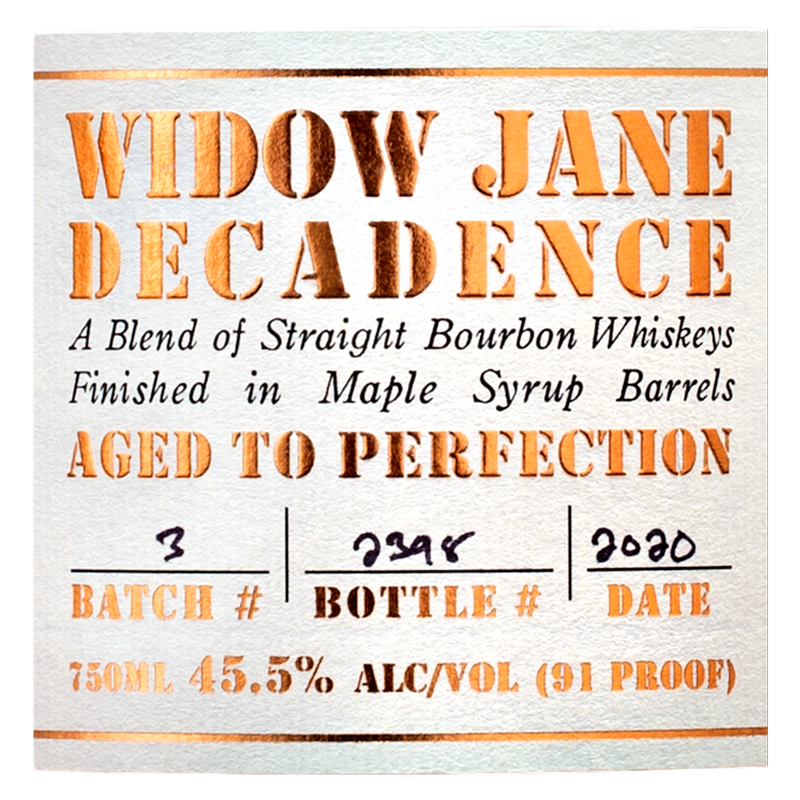 WIDOW JANE
DECADENCE
A Blend of Straight Bourbon Whiskeys
Finished in Maple Syrup Barrels
AGED TO PERFECTION
3 2398 2020
BATCH # BOTTLE # DATE
750ML 45.5% ALC/VOL (91 PROOF)